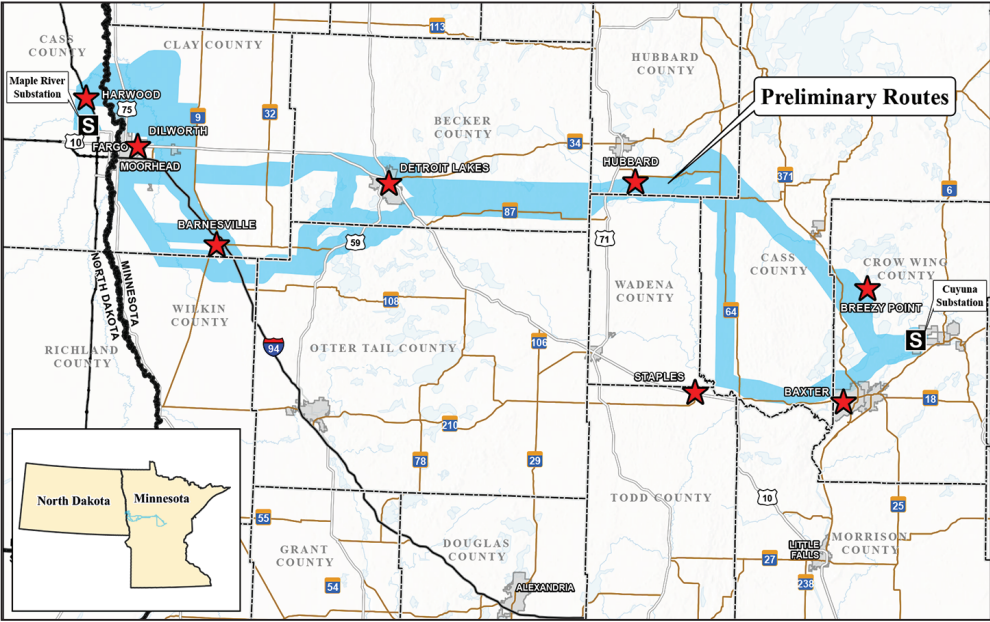 113
CASS
COUNTY
CLAY COUNTY
HUBBARD
COUNTY
Maple River
Substation
HARWOOD
75
Preliminary Routes
9
32
BECKER
COUNTY
S
10
DILWORTH
FARGO
MOORHEAD
34
HUBBARD
DETROIT LAKES
371
6
87
BARNESVILLE
59
71
CASS
COUNTY
CROW WING
COUNTY
NORTH DAKOTA
MINNESOTA
WADENA
COUNTY
Cuyuna
Substation
BREEZY POINT
WILKIN
COUNTY
108
64
S
RICHLAND
COUNTY
94
OTTER TAIL COUNTY
106
STAPLES
BAXTER
18
210
78
29
North Dakota
Minnesota
TODD COUNTY
10
25
55
GRANT
COUNTY
DOUGLAS
COUNTY
LITTLE
FALLS
MORRISON
COUNTY
27
54
ALEXANDRIA
238